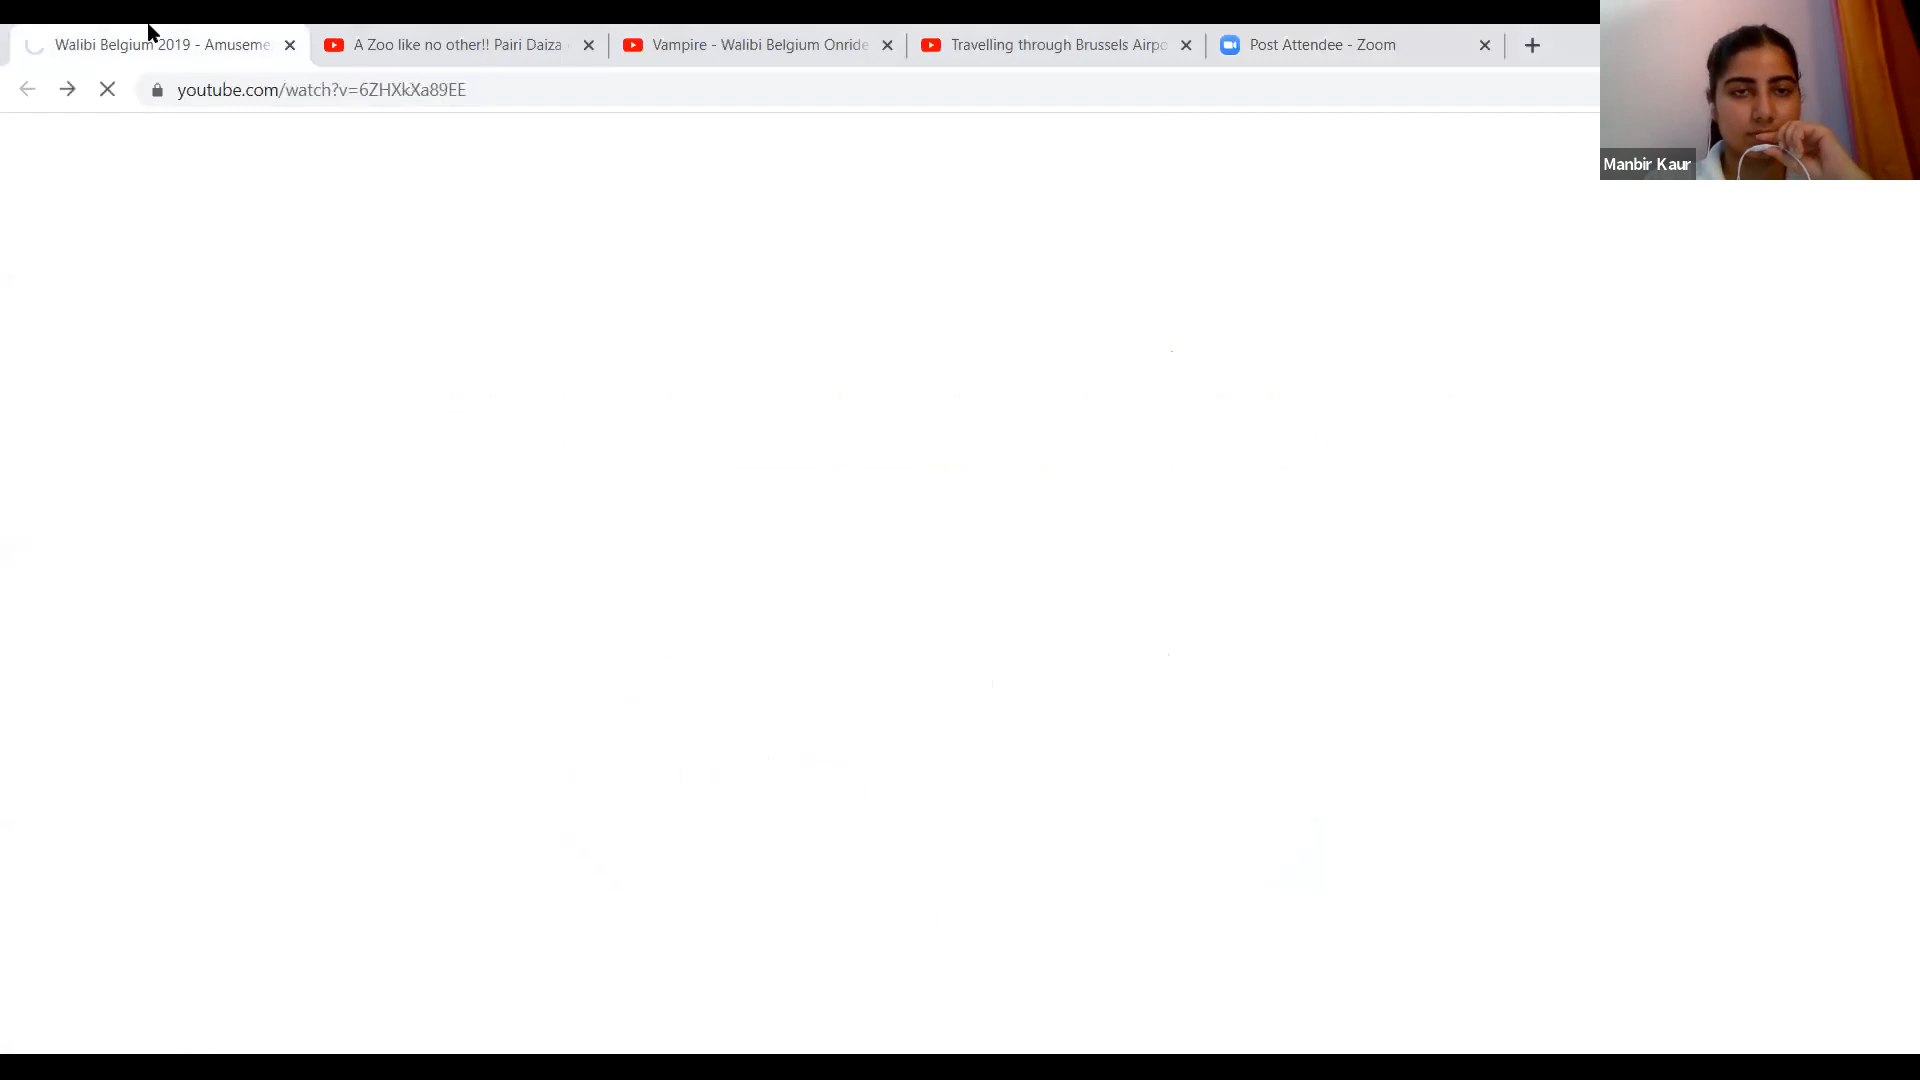 Walibi Belgium 2019 - Amuseme
A Zoo like no other!! Pairi Daiza
Vampire - Walibi Belgium Onride
Travelling through Brussels Airpo
Post Attendee - Zoom
youtube.com/watch?v=6ZHXkXa89EE
Manbir Kaur